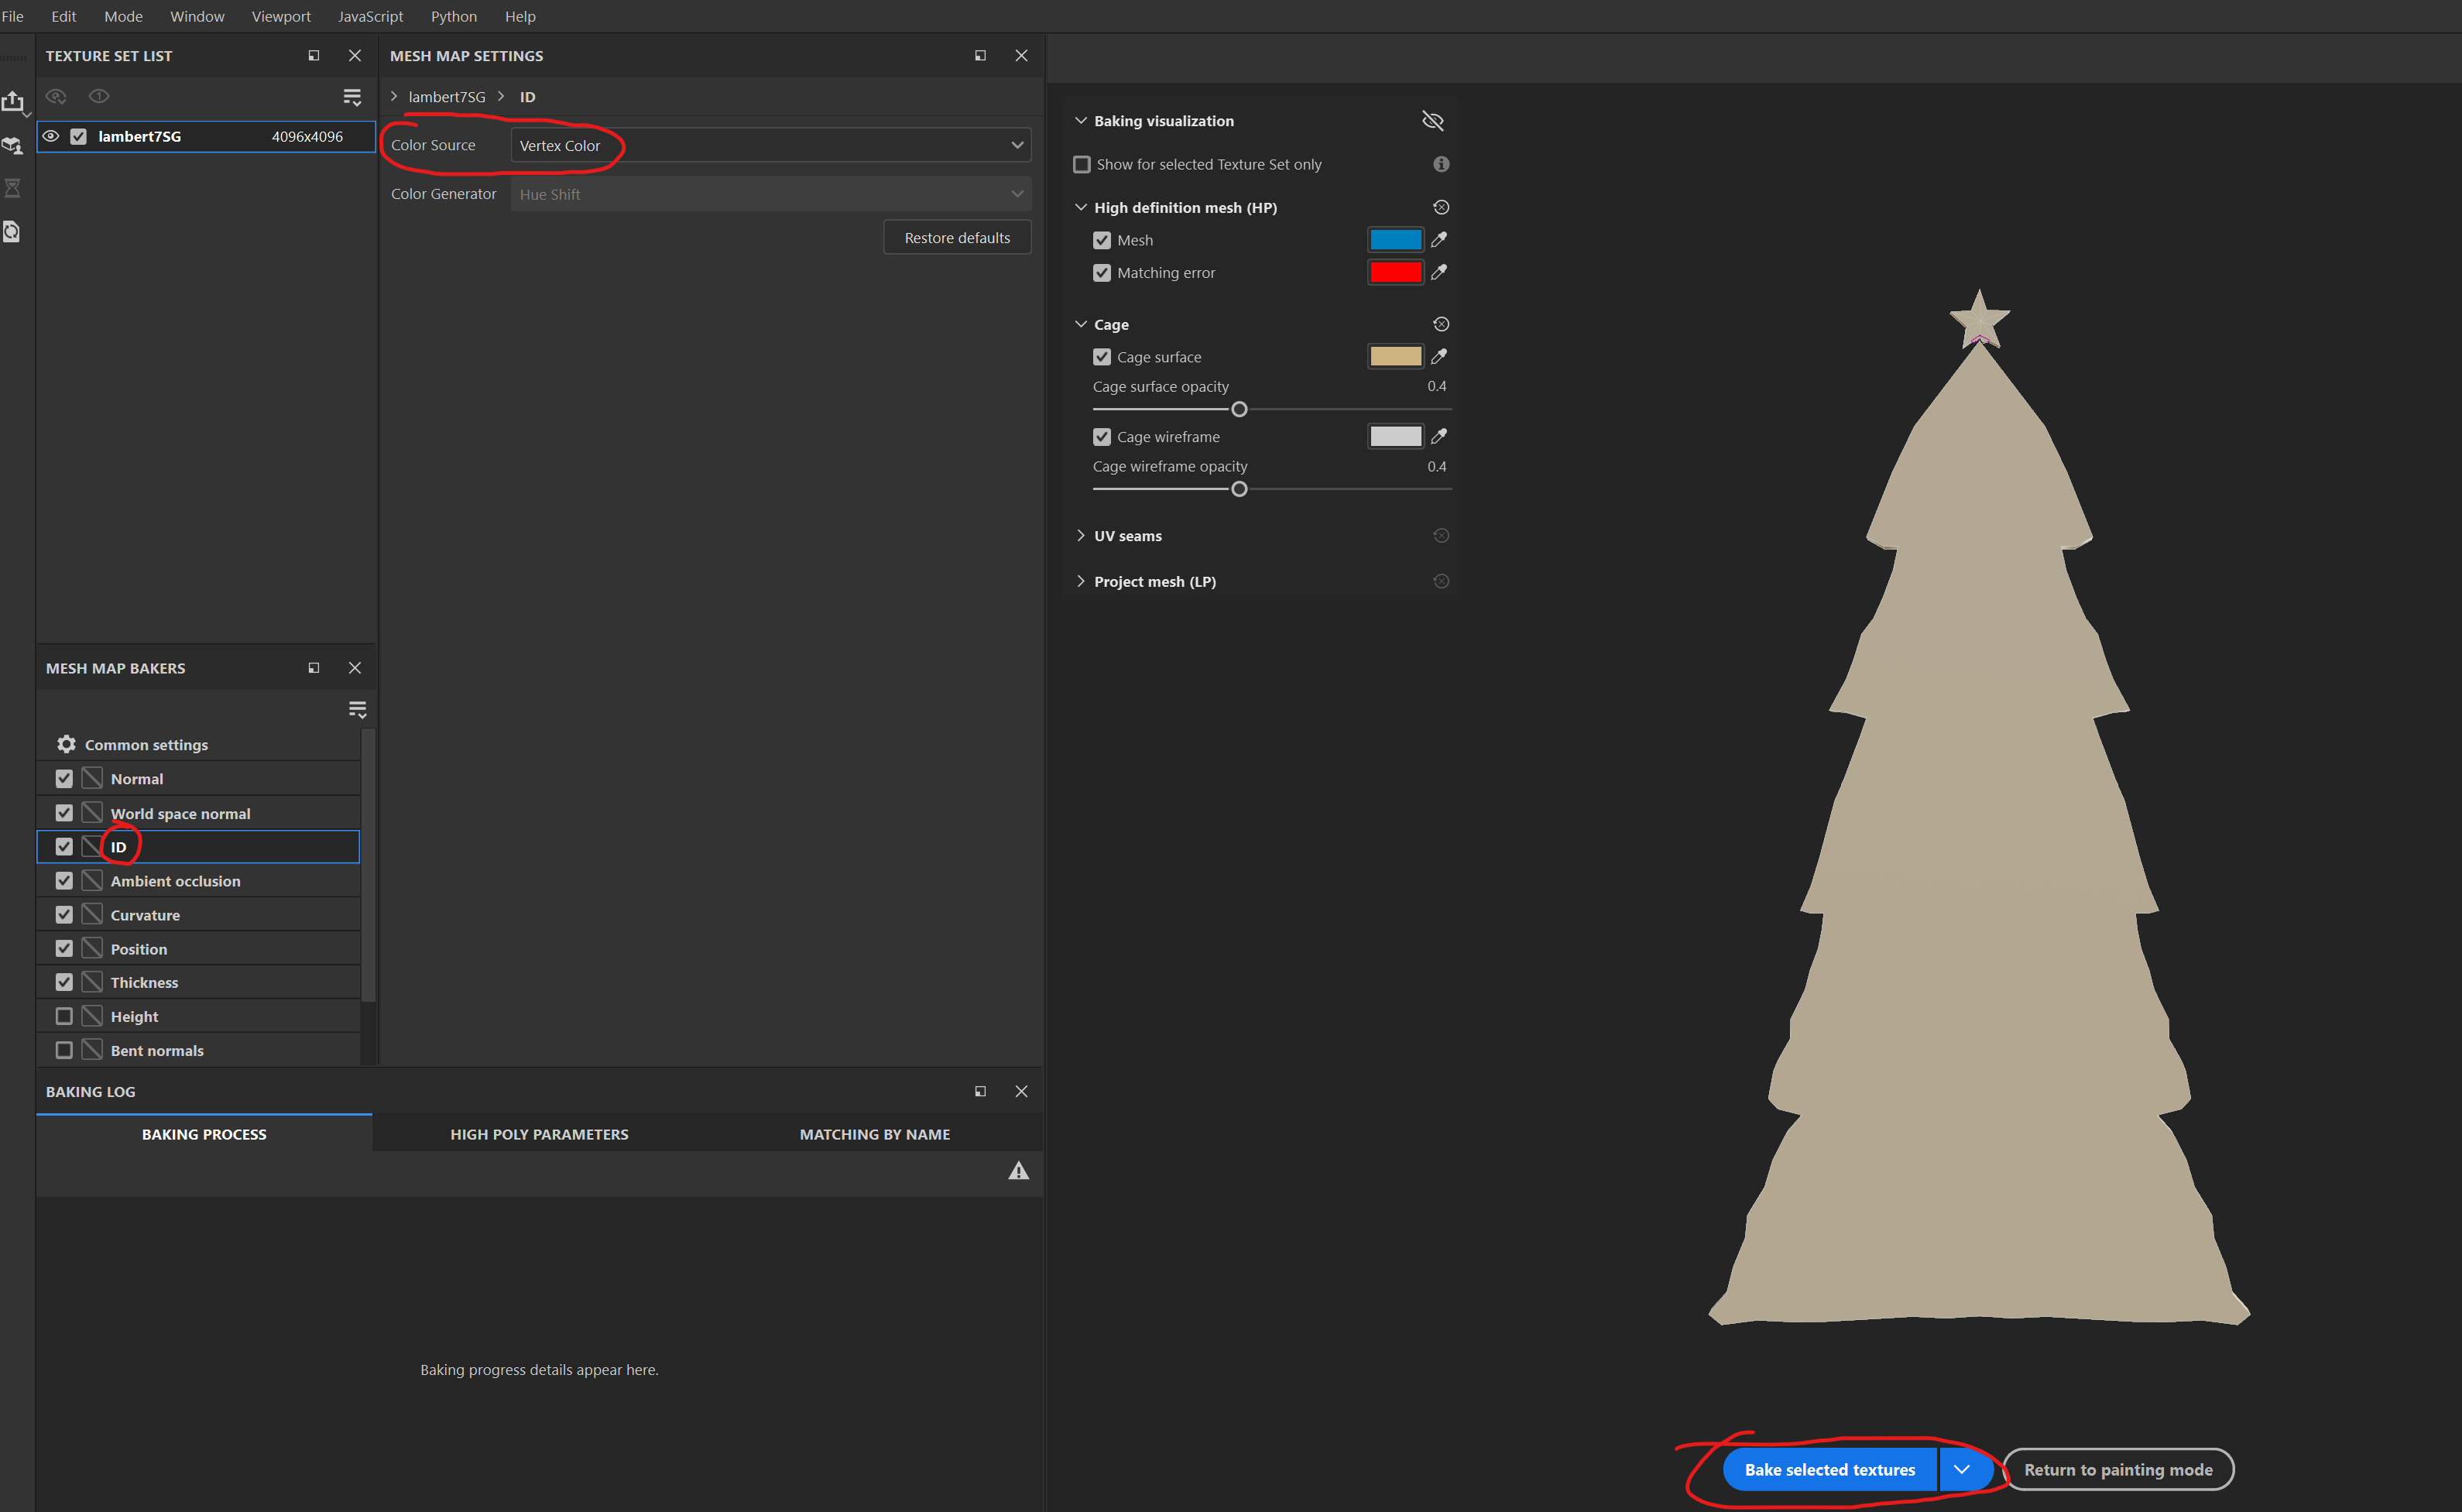 File Edit Mode Window Viewport JavaScript Python Help
TEXTURE SET LIST
lambert7SG 4096x4096
MESH MAP SETTINGS
lambert7SG > ID
Color Source Vertex Color
Color Generator Hue Shift
Restore defaults
Baking visualization
Show for selected Texture Set only
High definition mesh (HP)
Mesh
Matching error
Cage
Cage surface
Cage surface opacity 0.4
Cage wireframe
Cage wireframe opacity 0.4
UV seams
Project mesh (LP)
MESH MAP BAKERS
Common settings
Normal
World space normal
ID
Ambient occlusion
Curvature
Position
Thickness
Height
Bent normals
BAKING LOG
BAKING PROCESS HIGH POLY PARAMETERS MATCHING BY NAME
Baking progress details appear here.
Bake selected textures Return to painting mode